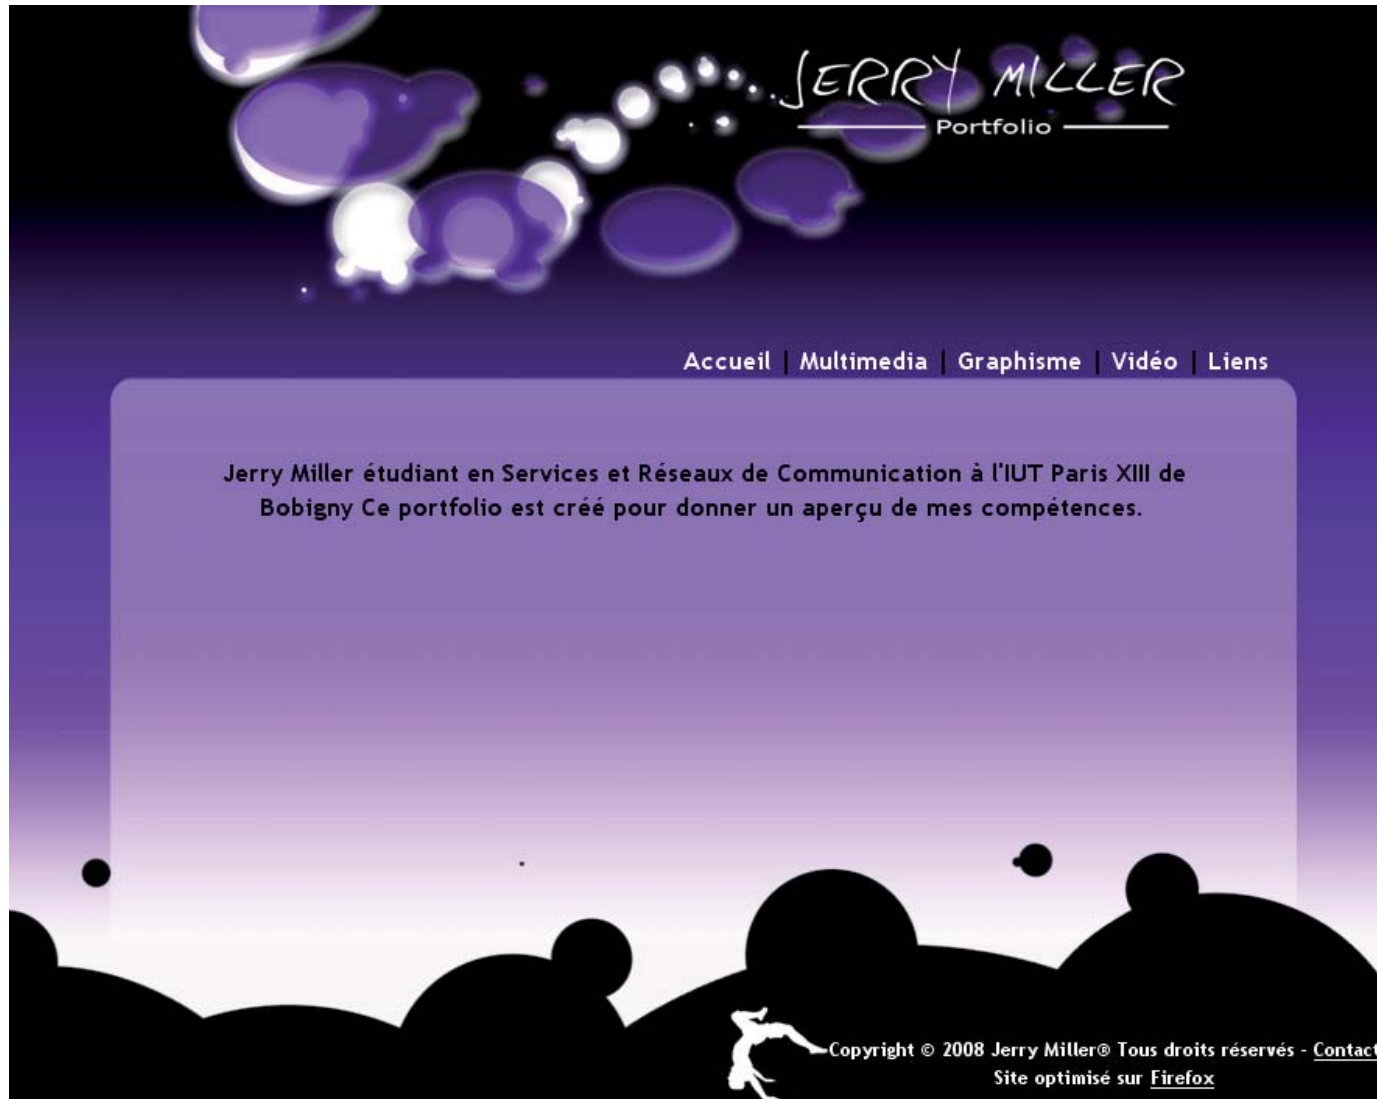 JERRY MILLER
Portfolio
Accueil | Multimedia | Graphisme | Vidéo | Liens
Jerry Miller étudiant en Services et Réseaux de Communication à l'IUT Paris XIII de
Bobigny Ce portfolio est créé pour donner un aperçu de mes compétences.
Copyright © 2008 Jerry Miller® Tous droits réservés - Contact
Site optimisé sur Firefox